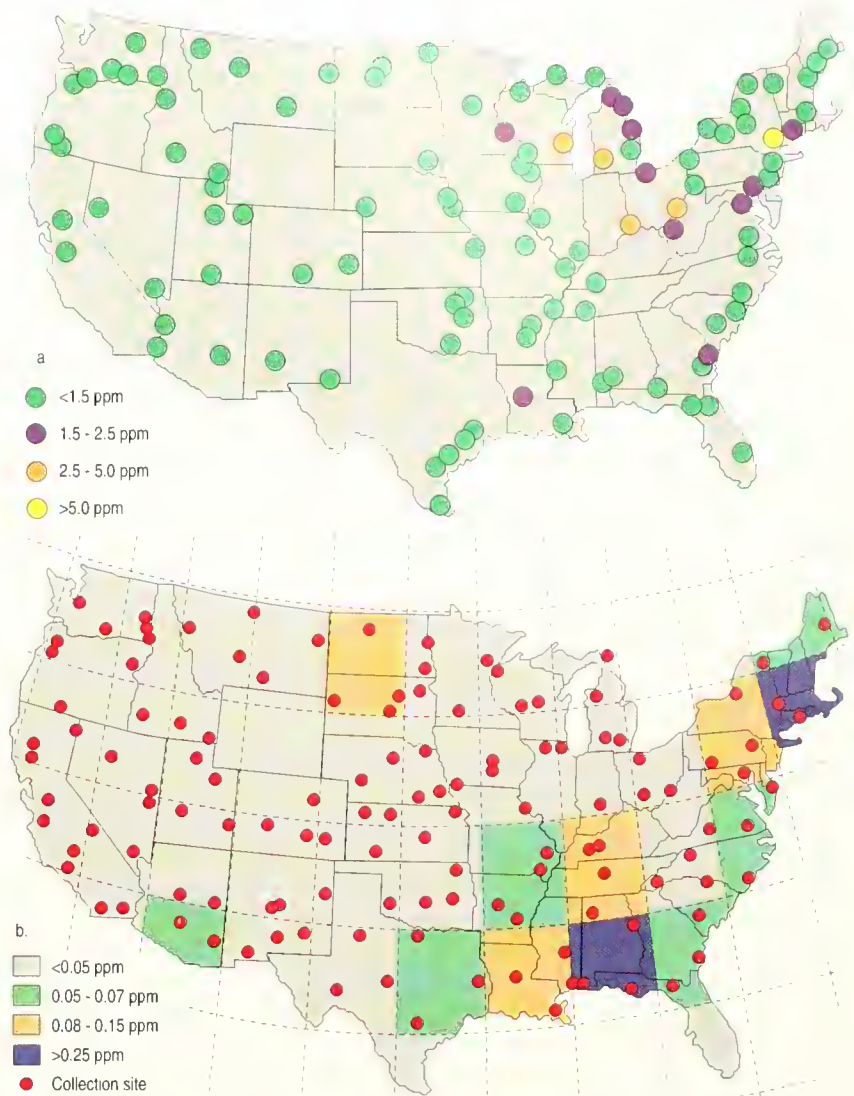 a
<1.5 ppm
1.5 - 2.5 ppm
2.5 - 5.0 ppm
>5.0 ppm
b.
<0.05 ppm
0.05 - 0.07 ppm
0.08 - 0.15 ppm
>0.25 ppm
Collection site